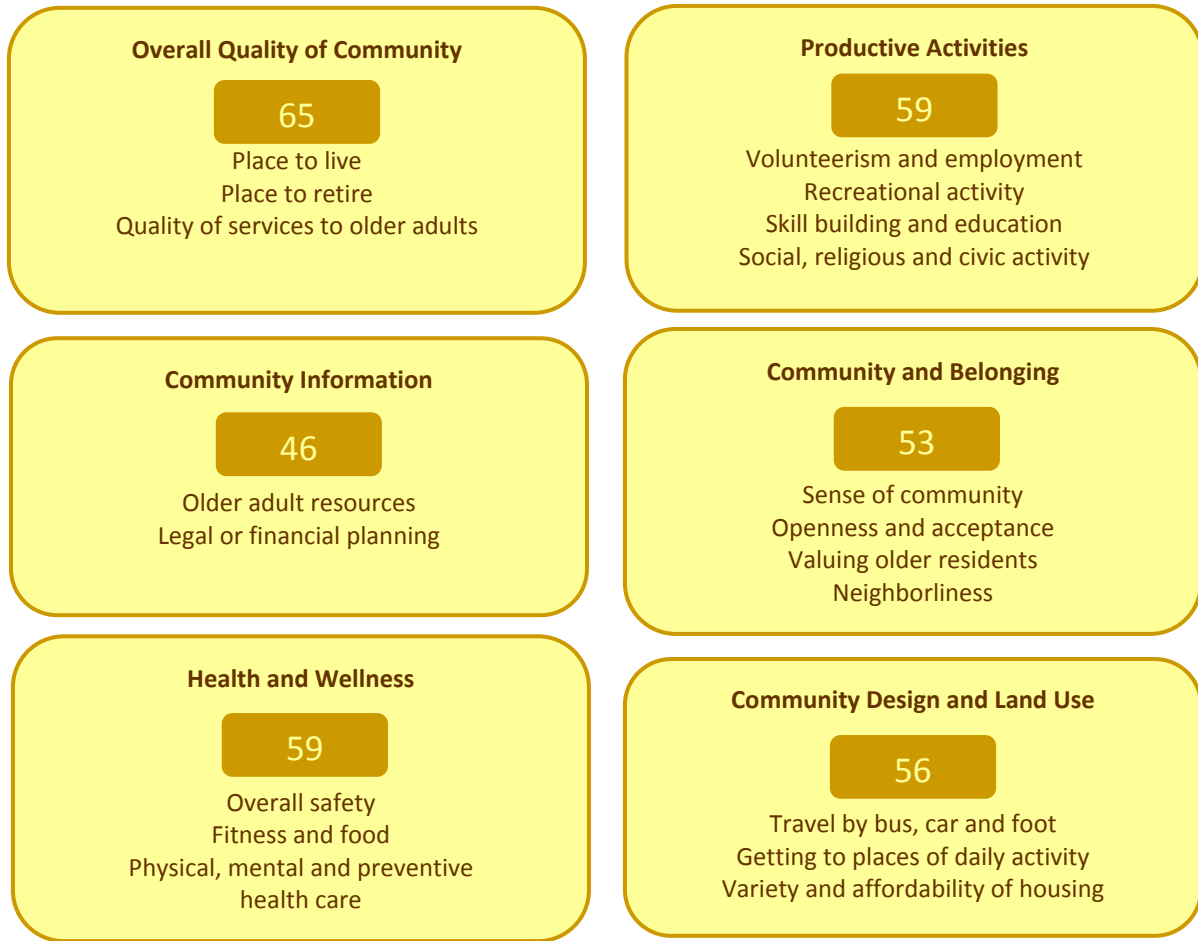 Overall Quality of Community
65
Place to live
Place to retire
Quality of services to older adults
Productive Activities
59
Volunteerism and employment
Recreational activity
Skill building and education
Social, religious and civic activity
Community Information
46
Older adult resources
Legal or financial planning
Community and Belonging
53
Sense of community
Openness and acceptance
Valuing older residents
Neighborliness
Health and Wellness
59
Overall safety
Fitness and food
Physical, mental and preventive
health care
Community Design and Land Use
56
Travel by bus, car and foot
Getting to places of daily activity
Variety and affordability of housing